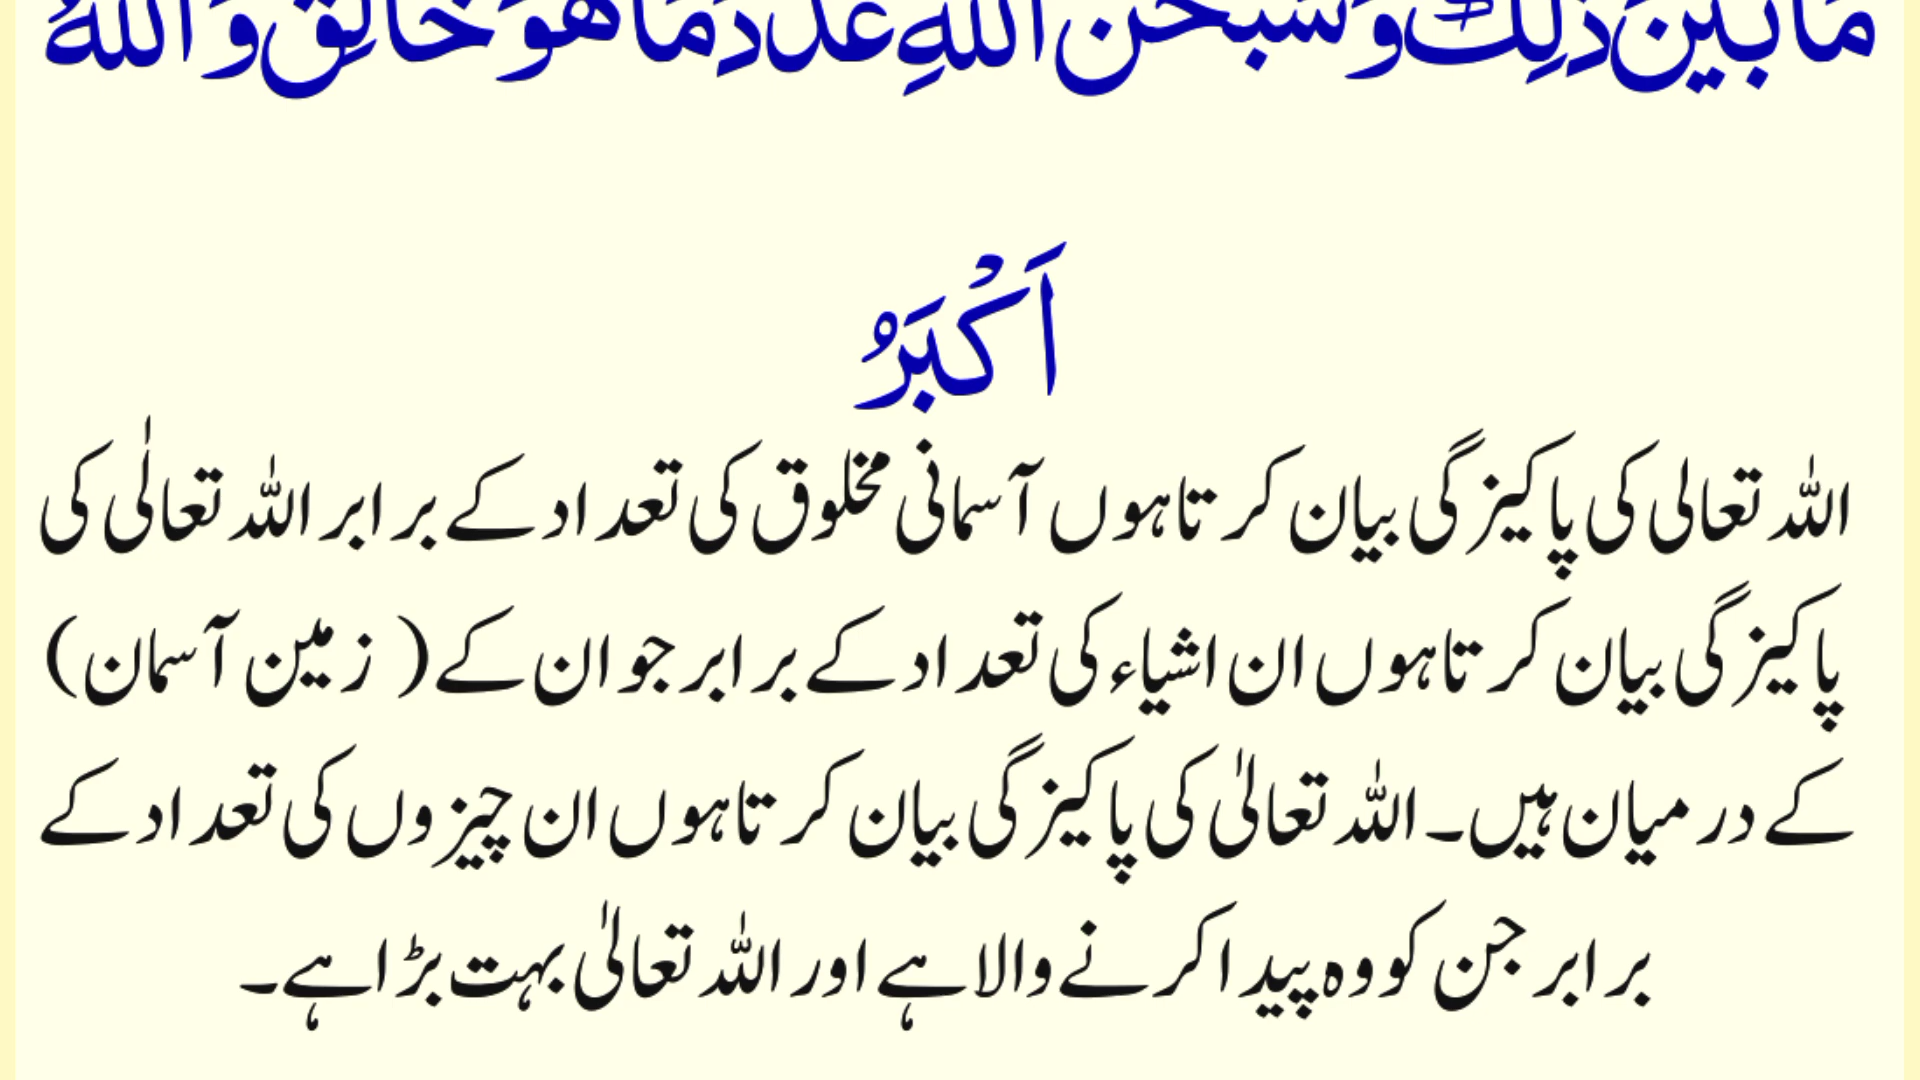 مَا بَيْنَ ذٰلِكَ ط وَسُبْحٰنَ اللّٰهِ عَدَدَ مَا هُوَ خَالِقٌ وَاللّٰهُ
اَكْبَرُ
اللہ تعالی کی پاکیزگی بیان کرتا ہوں آسمانی مخلوق کی تعداد کے برابر اللہ تعالٰی کی
پاکیزگی بیان کرتا ہوں ان اشیاء کی تعداد کے برابر جو ان کے ( زمین آسمان)
کے درمیان ہیں۔ اللہ تعالیٰ کی پاکیزگی بیان کرتا ہوں ان چیزوں کی تعداد کے
برابر جن کو وہ پیدا کرنے والا ہے اور اللہ تعالیٰ بہت بڑا ہے۔